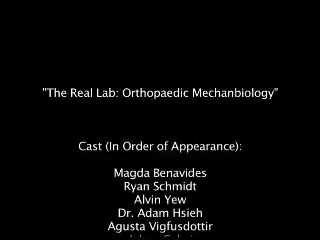 "The Real Lab: Orthopaedic Mechanbiology"
Cast (In Order of Appearance):
Magda Benavides
Ryan Schmidt
Alvin Yew
Dr. Adam Hsieh
Agusta Vigfusdottir